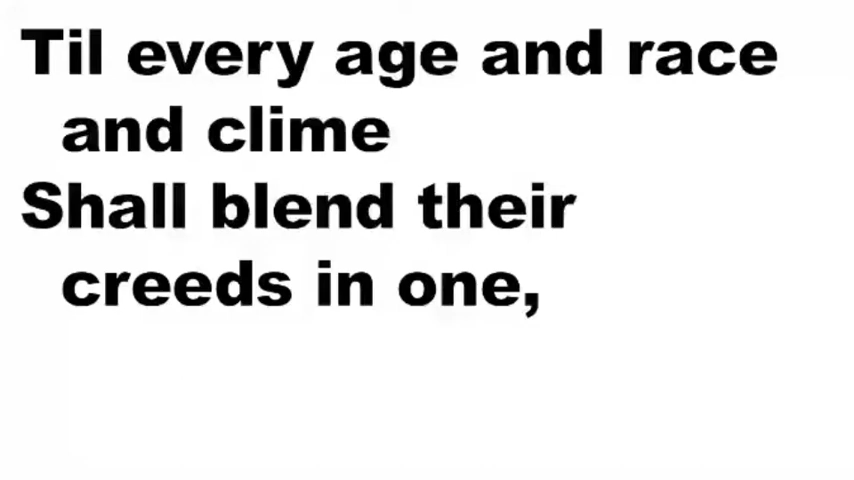 Til every age and race
and clime
Shall blend their
creeds in one,